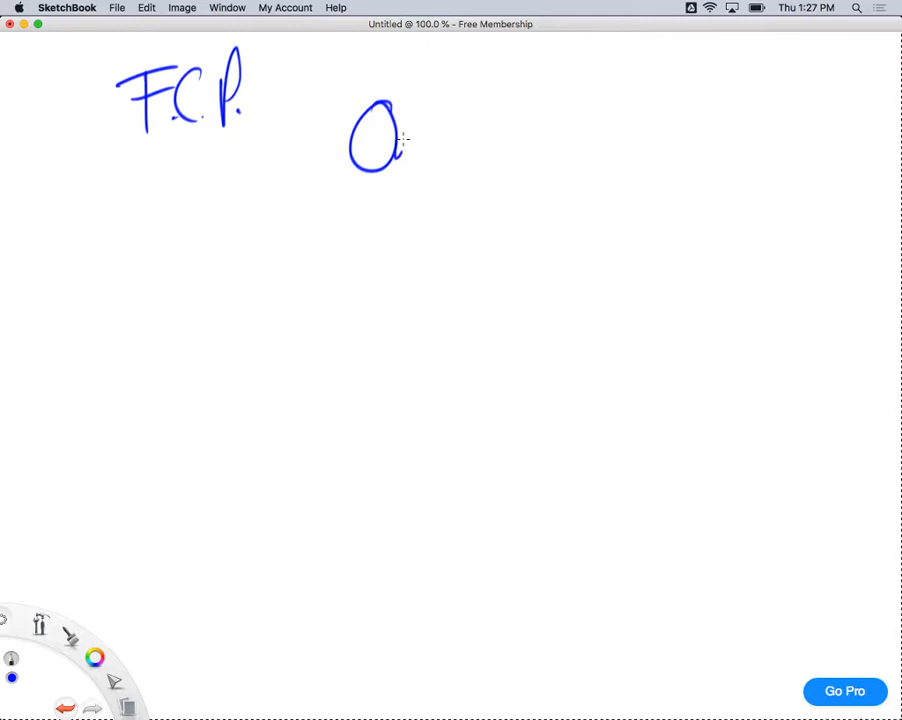 SketchBook File Edit Image Window My Account Help Thu 1:27 PM
Untitled @ 100.0 % - Free Membership
F.C.P.
a
Go Pro